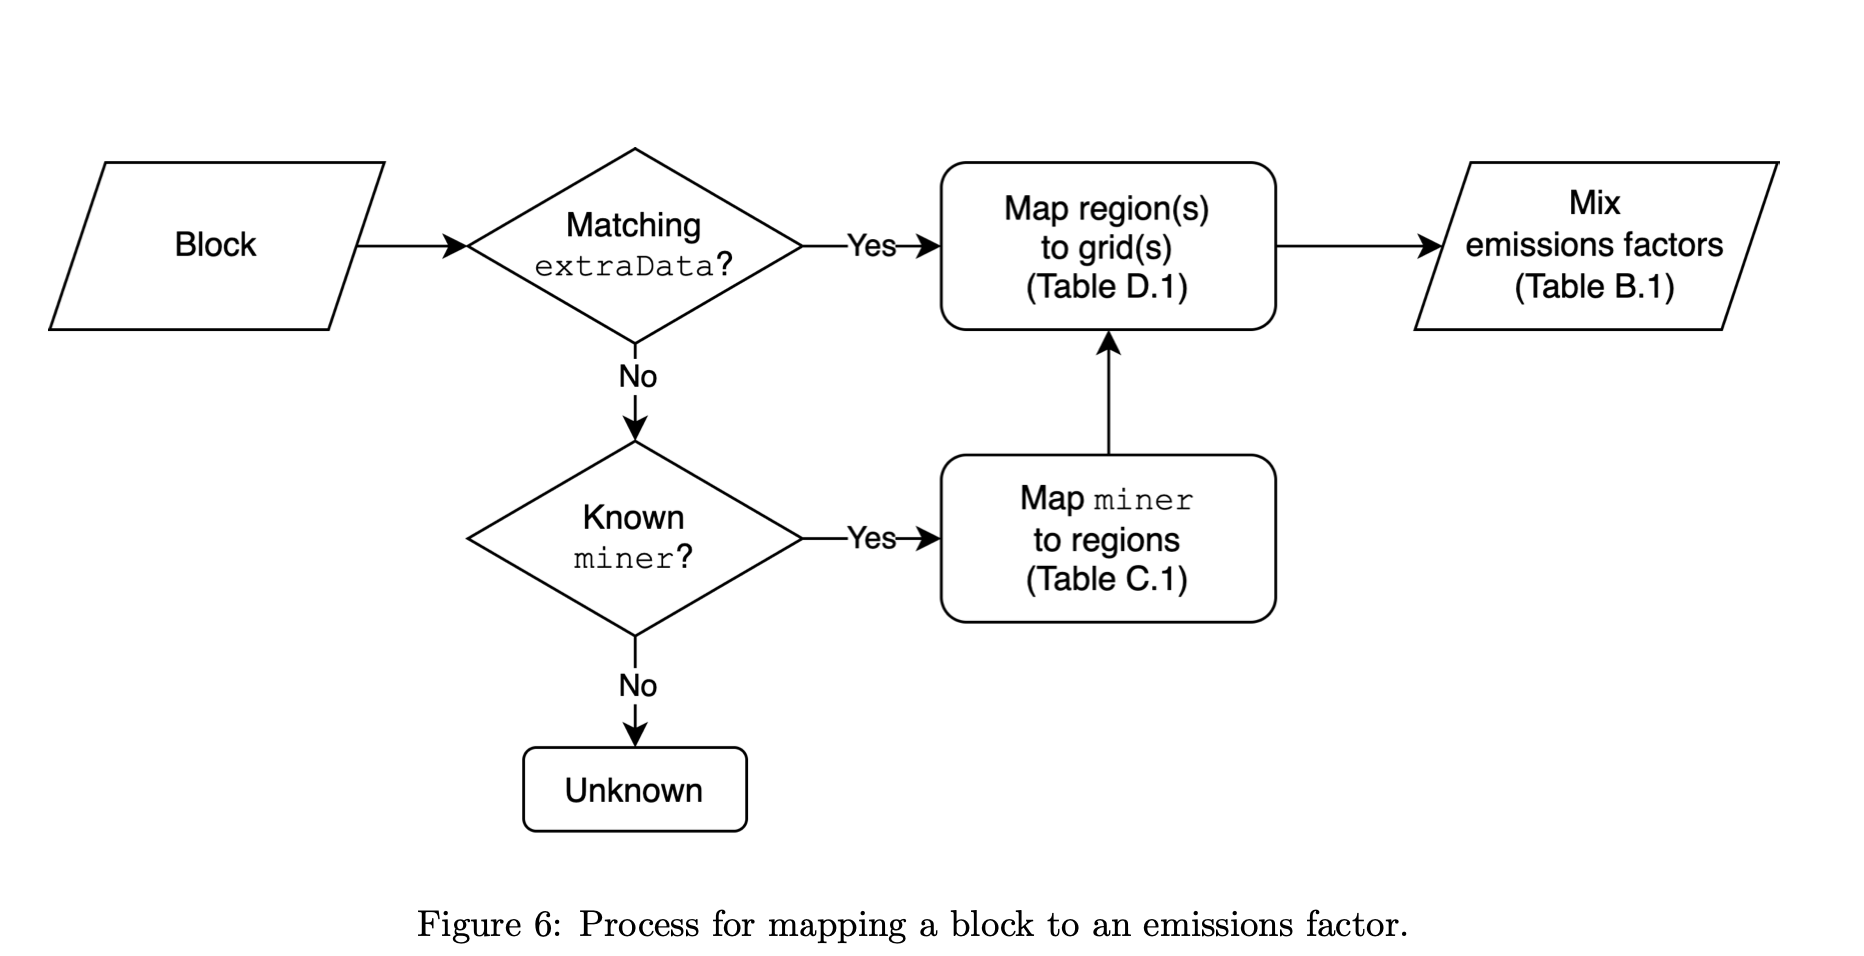 Block
Matching
extraData?
Yes
Map region(s)
to grid(s)
(Table D.1)
Mix
emissions factors
(Table B.1)
No
Known
miner?
Yes
Map miner
to regions
(Table C.1)
No
Unknown
Figure 6: Process for mapping a block to an emissions factor.